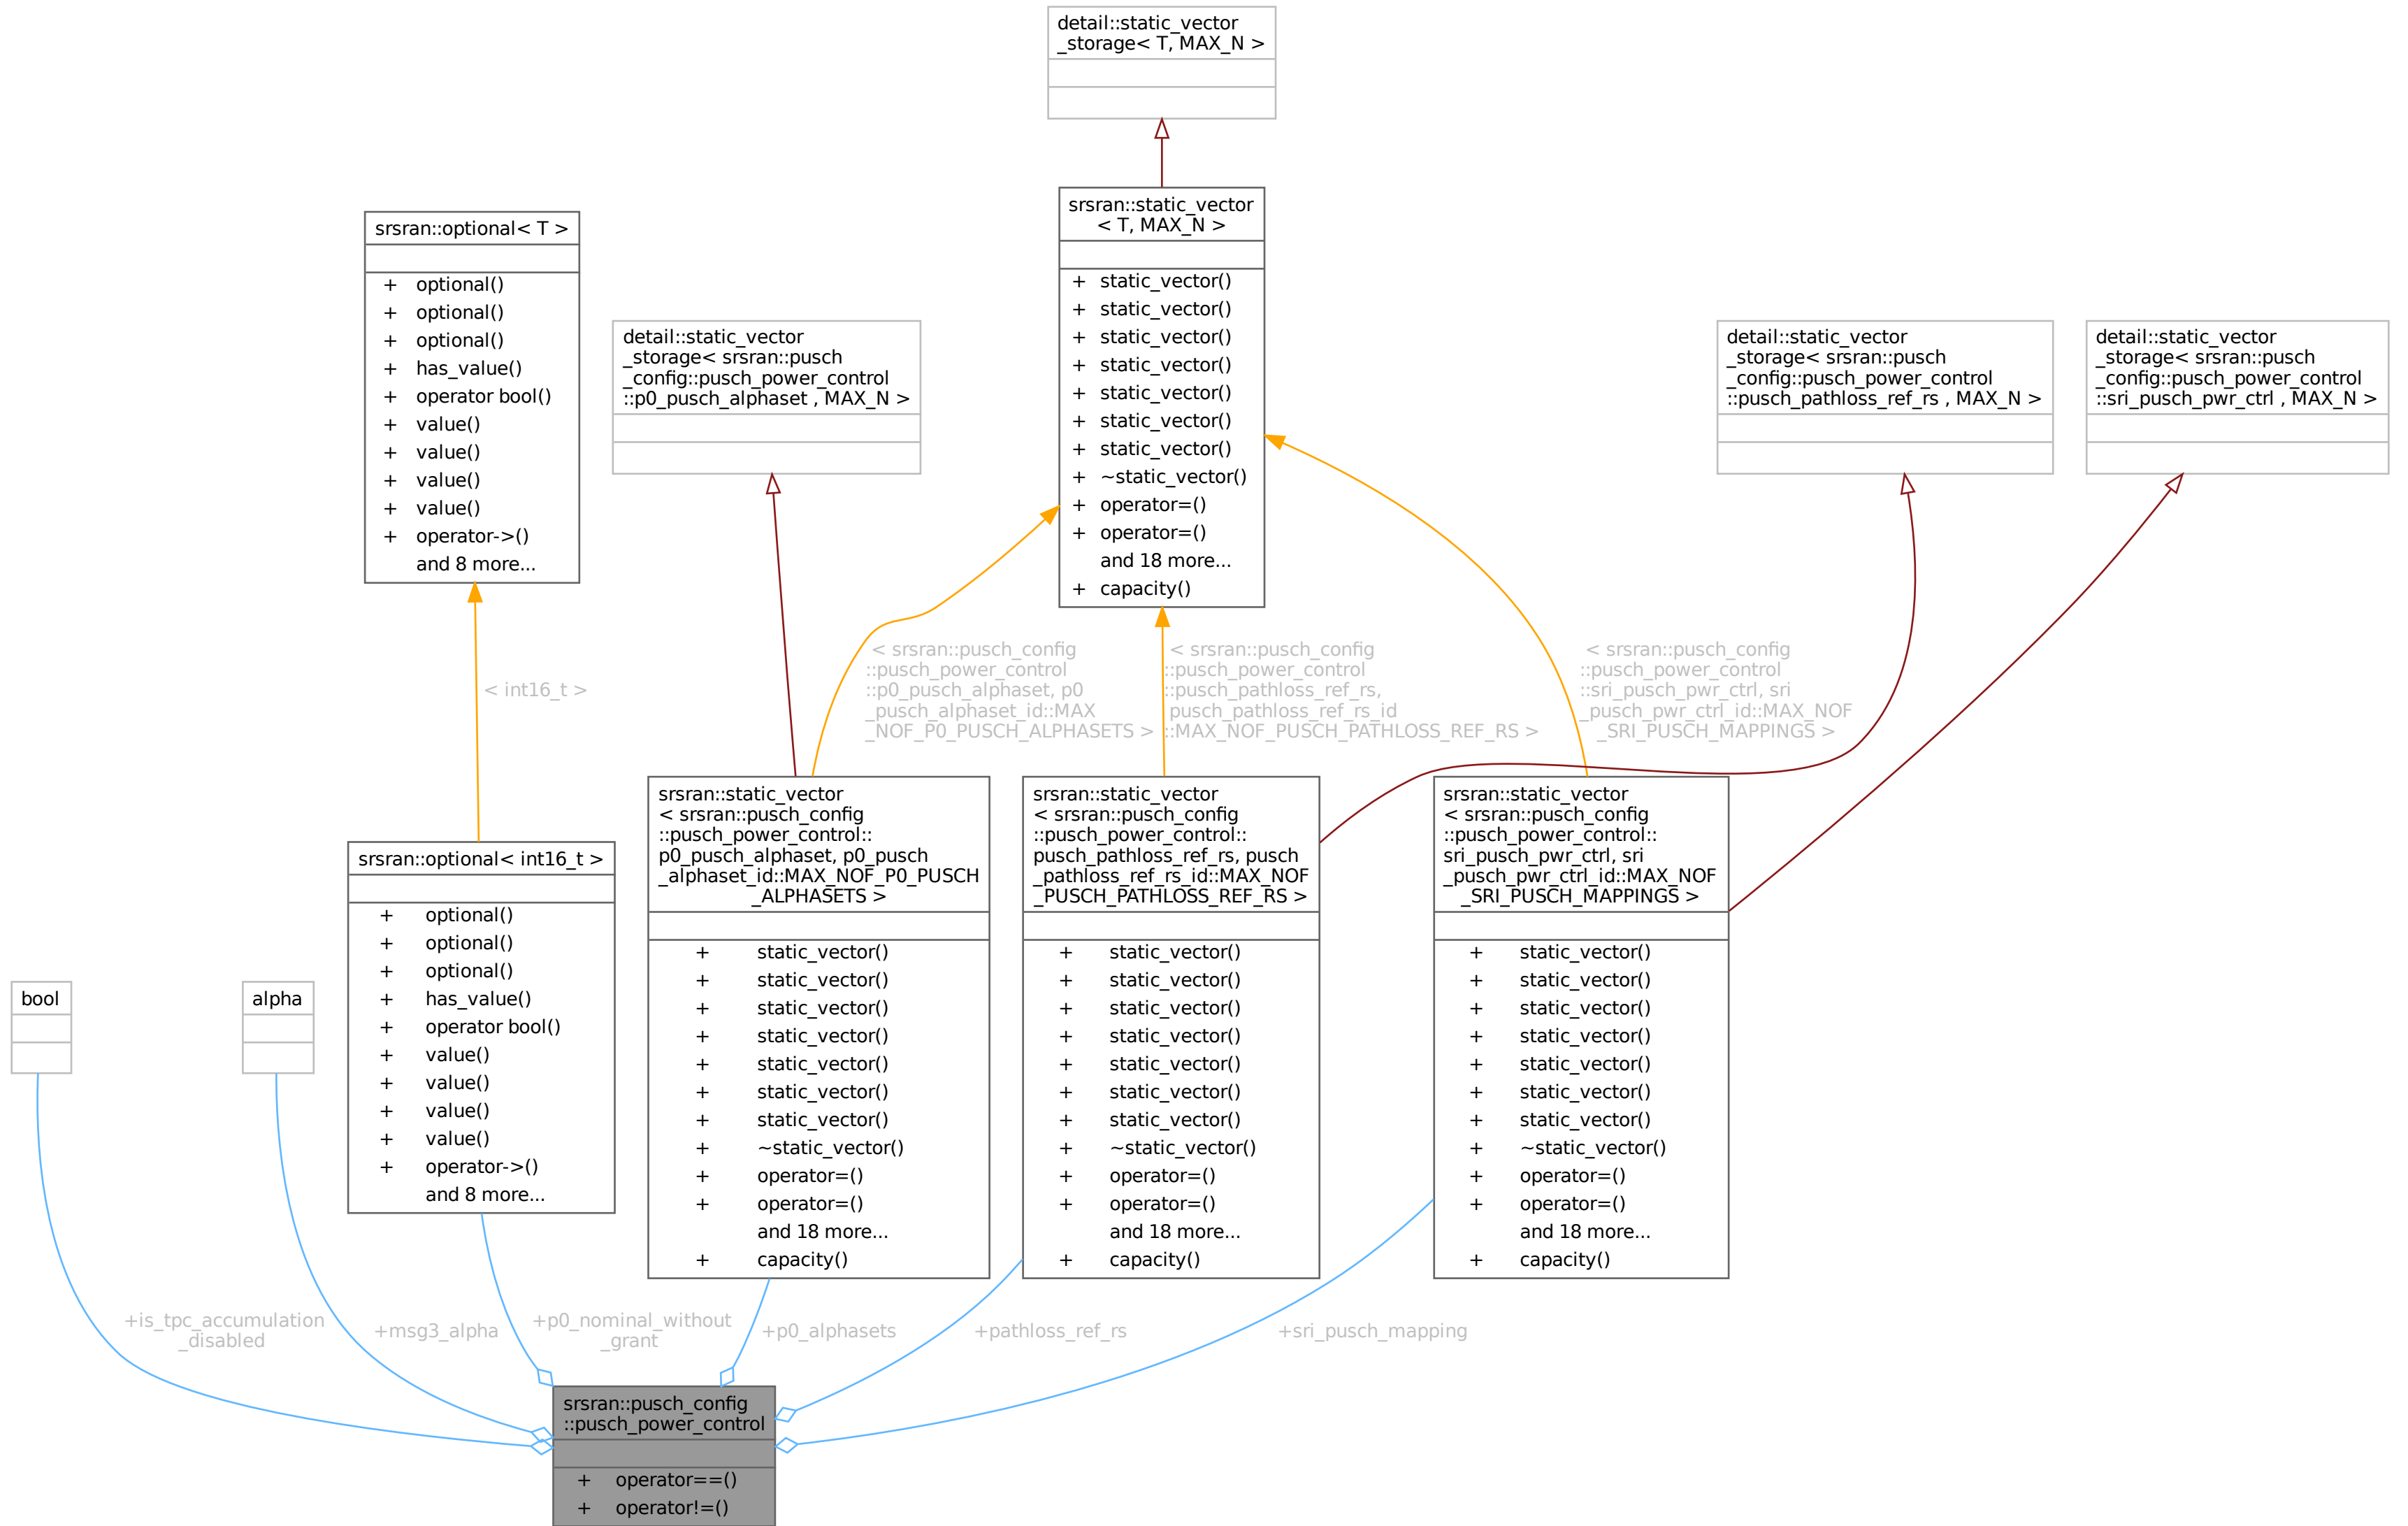 detail::static_vector
_storage< T, MAX_N >
srsran::static_vector
< T, MAX_N >
+ static_vector()
+ static_vector()
+ static_vector()
+ static_vector()
+ static_vector()
+ static_vector()
+ static_vector()
+ ~static_vector()
+ operator=()
+ operator=()
and 18 more...
+ capacity()
srsran::optional< T >
+ optional()
+ optional()
+ optional()
+ has_value()
+ operator bool()
+ value()
+ value()
+ value()
+ value()
+ operator->()
and 8 more...
detail::static_vector
_storage< srsran::pusch
_config::pusch_power_control
::p0_pusch_alphaset , MAX_N >
detail::static_vector
_storage< srsran::pusch
_config::pusch_power_control
::pusch_pathloss_ref_rs , MAX_N >
detail::static_vector
_storage< srsran::pusch
_config::pusch_power_control
::sri_pusch_pwr_ctrl , MAX_N >
< int16_t >
< srsran::pusch_config
::pusch_power_control
::p0_pusch_alphaset, p0
_pusch_alphaset_id::MAX
_NOF_P0_PUSCH_ALPHASETS >
< srsran::pusch_config
::pusch_power_control
::pusch_pathloss_ref_rs,
pusch_pathloss_ref_rs_id
::MAX_NOF_PUSCH_PATHLOSS_REF_RS >
< srsran::pusch_config
::pusch_power_control
::sri_pusch_pwr_ctrl, sri
_pusch_pwr_ctrl_id::MAX_NOF
_SRI_PUSCH_MAPPINGS >
bool
alpha
srsran::optional< int16_t >
+ optional()
+ optional()
+ optional()
+ has_value()
+ operator bool()
+ value()
+ value()
+ value()
+ value()
+ operator->()
and 8 more...
srsran::static_vector
< srsran::pusch_config
::pusch_power_control::
p0_pusch_alphaset, p0_pusch
_alphaset_id::MAX_NOF_P0_PUSCH
_ALPHASETS >
+ static_vector()
+ static_vector()
+ static_vector()
+ static_vector()
+ static_vector()
+ static_vector()
+ static_vector()
+ ~static_vector()
+ operator=()
+ operator=()
and 18 more...
+ capacity()
srsran::static_vector
< srsran::pusch_config
::pusch_power_control::
pusch_pathloss_ref_rs, pusch
_pathloss_ref_rs_id::MAX_NOF
_PUSCH_PATHLOSS_REF_RS >
+ static_vector()
+ static_vector()
+ static_vector()
+ static_vector()
+ static_vector()
+ static_vector()
+ static_vector()
+ ~static_vector()
+ operator=()
+ operator=()
and 18 more...
+ capacity()
srsran::static_vector
< srsran::pusch_config
::pusch_power_control::
sri_pusch_pwr_ctrl, sri
_pusch_pwr_ctrl_id::MAX_NOF
_SRI_PUSCH_MAPPINGS >
+ static_vector()
+ static_vector()
+ static_vector()
+ static_vector()
+ static_vector()
+ static_vector()
+ static_vector()
+ ~static_vector()
+ operator=()
+ operator=()
and 18 more...
+ capacity()
+is_tpc_accumulation
_disabled
+msg3_alpha
+p0_nominal_without
_grant
+p0_alphasets
+pathloss_ref_rs
+sri_pusch_mapping
srsran::pusch_config
::pusch_power_control
+ operator==()
+ operator!=()